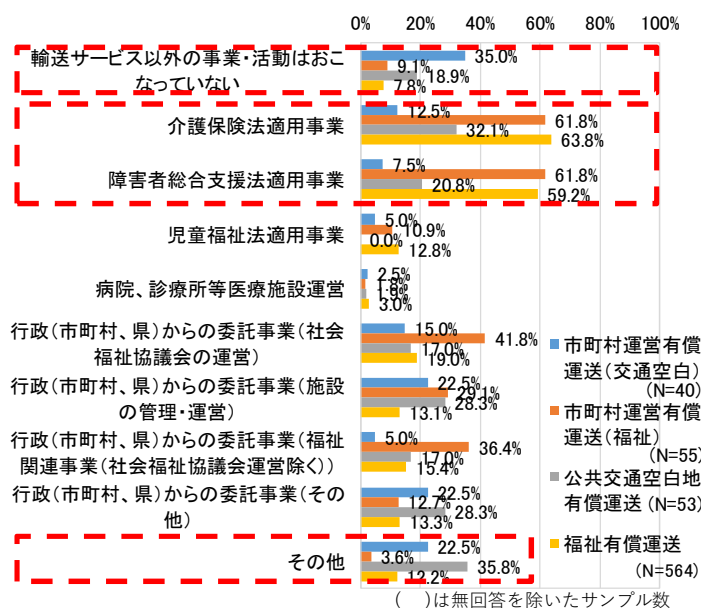 0% 20% 40% 60% 80% 100%
輸送サービス以外の事業・活動はおこ
なっていない
35.0%
9.1%
18.9%
7.8%
介護保険法適用事業
12.5%
61.8%
32.1%
63.8%
障害者総合支援法適用事業
7.5%
61.8%
20.8%
59.2%
児童福祉法適用事業
5.0%
10.9%
0.0%
12.8%
病院、診療所等医療施設運営
2.5%
1.8%
1.9%
3.0%
行政(市町村、県)からの委託事業(社会
福祉協議会の運営)
15.0%
41.8%
17.0%
19.0%
行政(市町村、県)からの委託事業(施設
の管理・運営)
22.5%
29.1%
28.3%
13.1%
行政(市町村、県)からの委託事業(福祉
関連事業(社会福祉協議会運営除く))
5.0%
36.4%
17.0%
15.4%
行政(市町村、県)からの委託事業(その
他)
22.5%
12.7%
28.3%
13.3%
その他
22.5%
3.6%
35.8%
12.2%
市町村運営有償
運送(交通空白)
(N=40)
市町村運営有償
運送(福祉)
(N=55)
公共交通空白地
有償運送 (N=53)
福祉有償運送
(N=564)
( )は無回答を除いたサンプル数